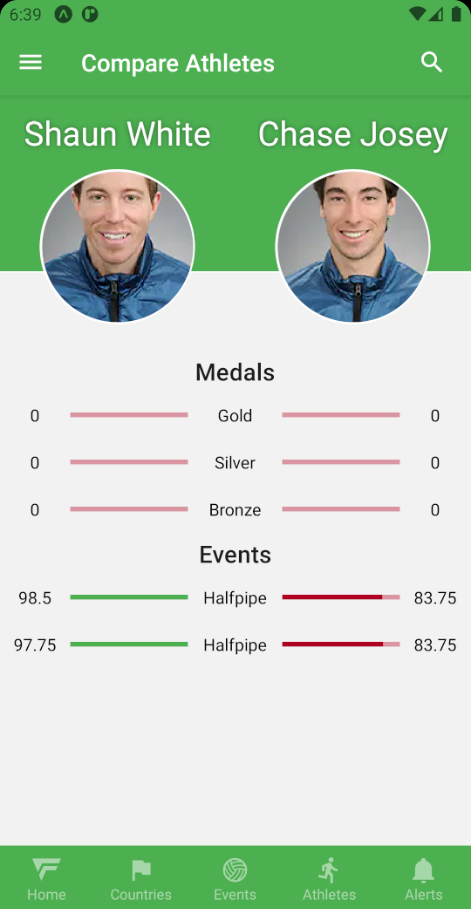 6:39
Compare Athletes
Shaun White Chase Josey
Medals
0 Gold 0
0 Silver 0
0 Bronze 0
Events
98.5 Halfpipe 83.75
97.75 Halfpipe 83.75
Home Countries Events Athletes Alerts